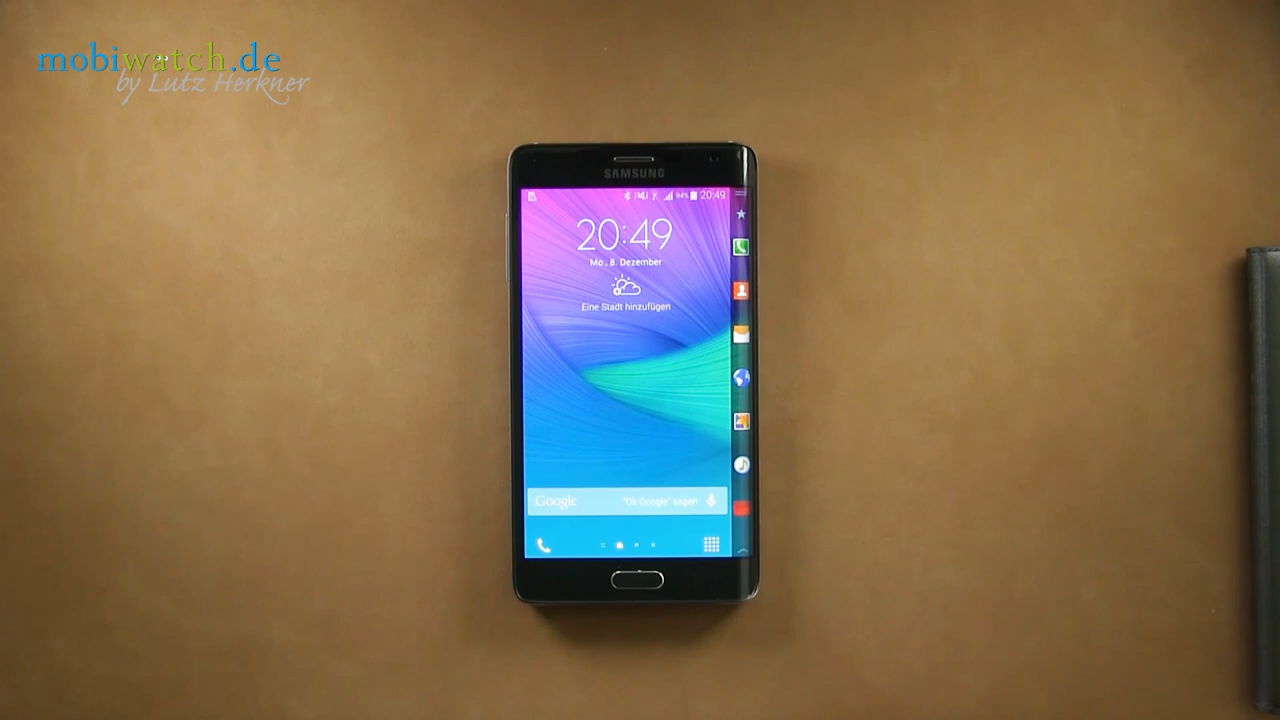 mobiwatch.de
by Lutz Herkner
SAMSUNG
94% 20:49
20:49
Mo., 8. Dezember
Eine Stadt hinzufügen
Google "Ok Google" sagen